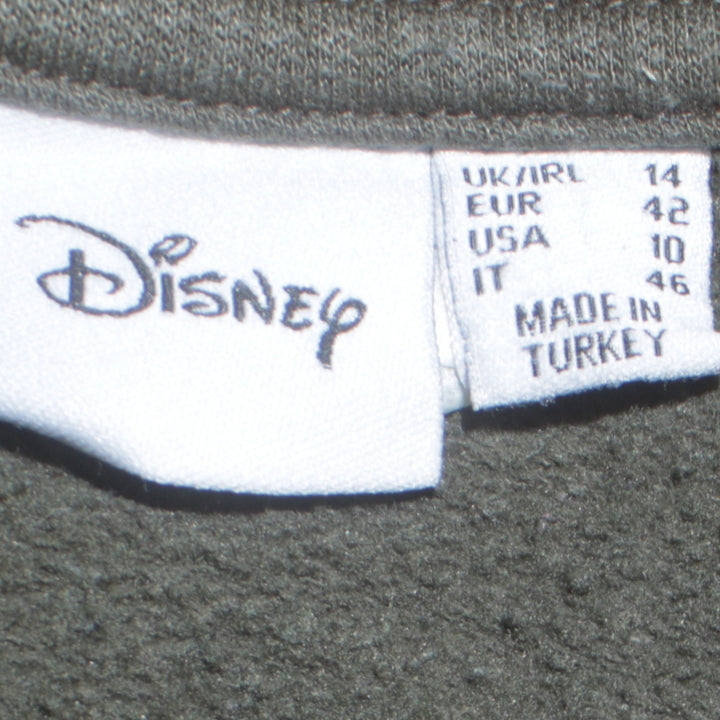 Disney
UK/IRL 14
EUR 42
USA 10
IT 46
MADE IN
TURKEY